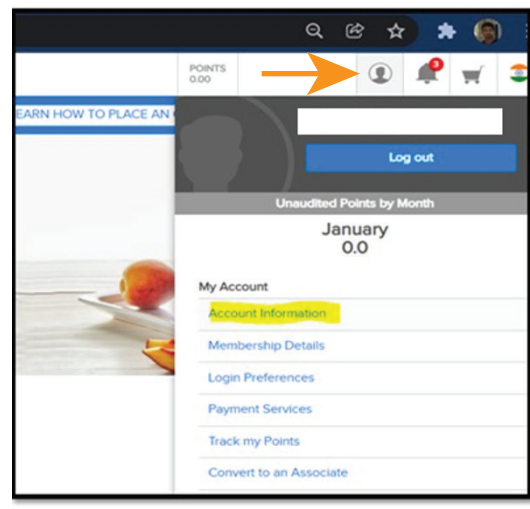 POINTS
0.00
3
EARN HOW TO PLACE AN
Log out
Unaudited Points by Month
January
0.0
My Account
Account Information
Membership Details
Login Preferences
Payment Services
Track my Points
Convert to an Associate